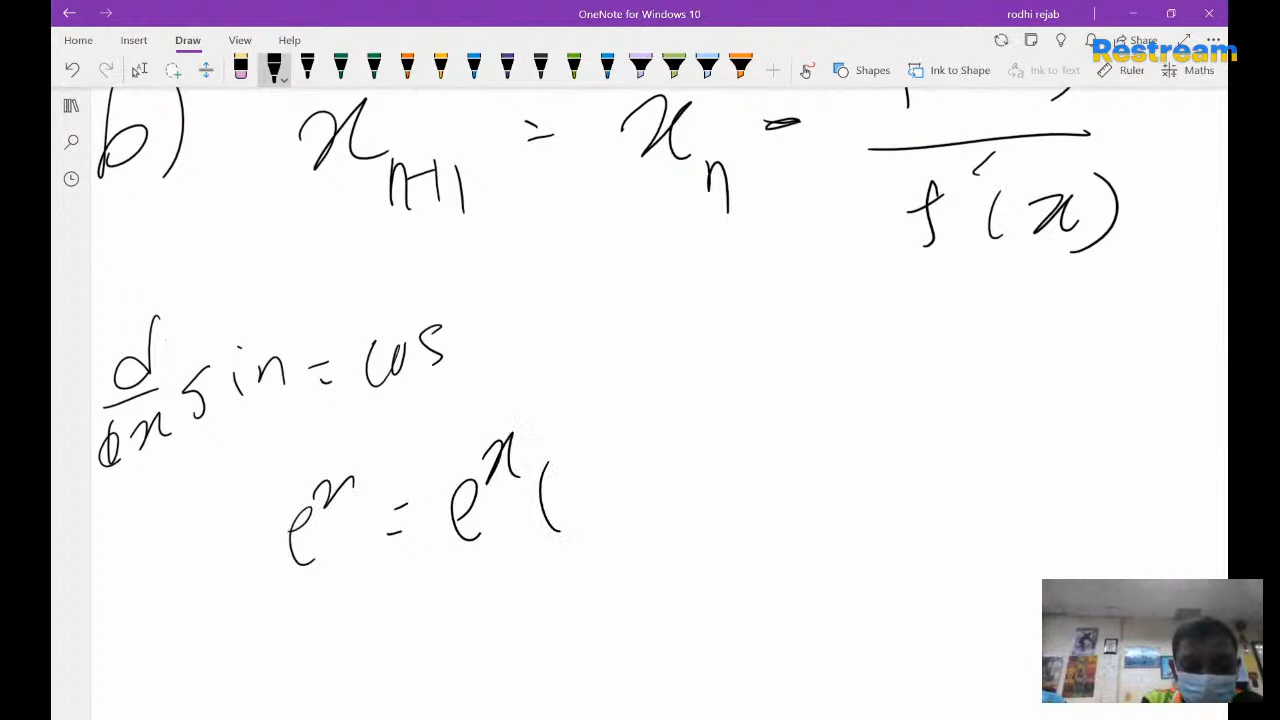 OneNote for Windows 10
rodhi rejab
Home Insert Draw View Help
Share
Restream
Shapes Ink to Shape Ink to Text Ruler Maths
b) x_{n+1} = x_n - 
f'(x)
d/dx sin = cos
e^x = e^x (